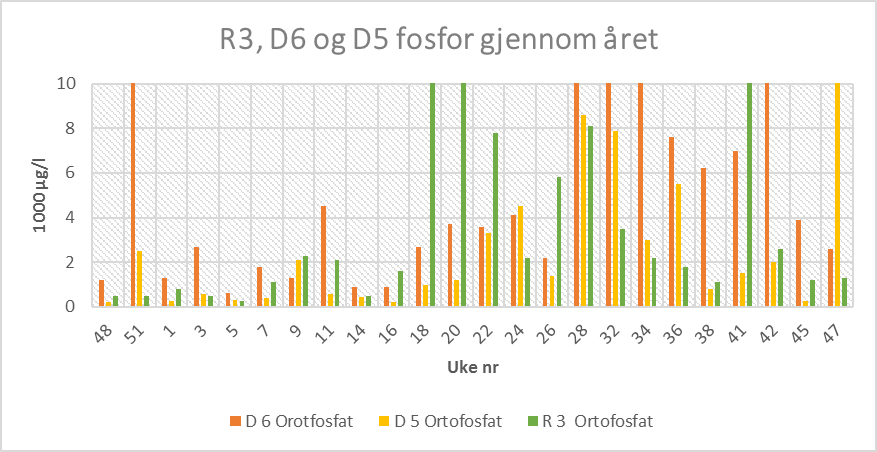 R3, D6 og D5 fosfor gjennom året
10
8
6
4
2
0
1000 µg/l
48 51 1 3 5 7 9 11 14 16 18 20 22 24 26 28 32 34 36 38 41 42 45 47
Uke nr
D 6 Orotfosfat D 5 Ortofosfat R 3 Ortofosfat